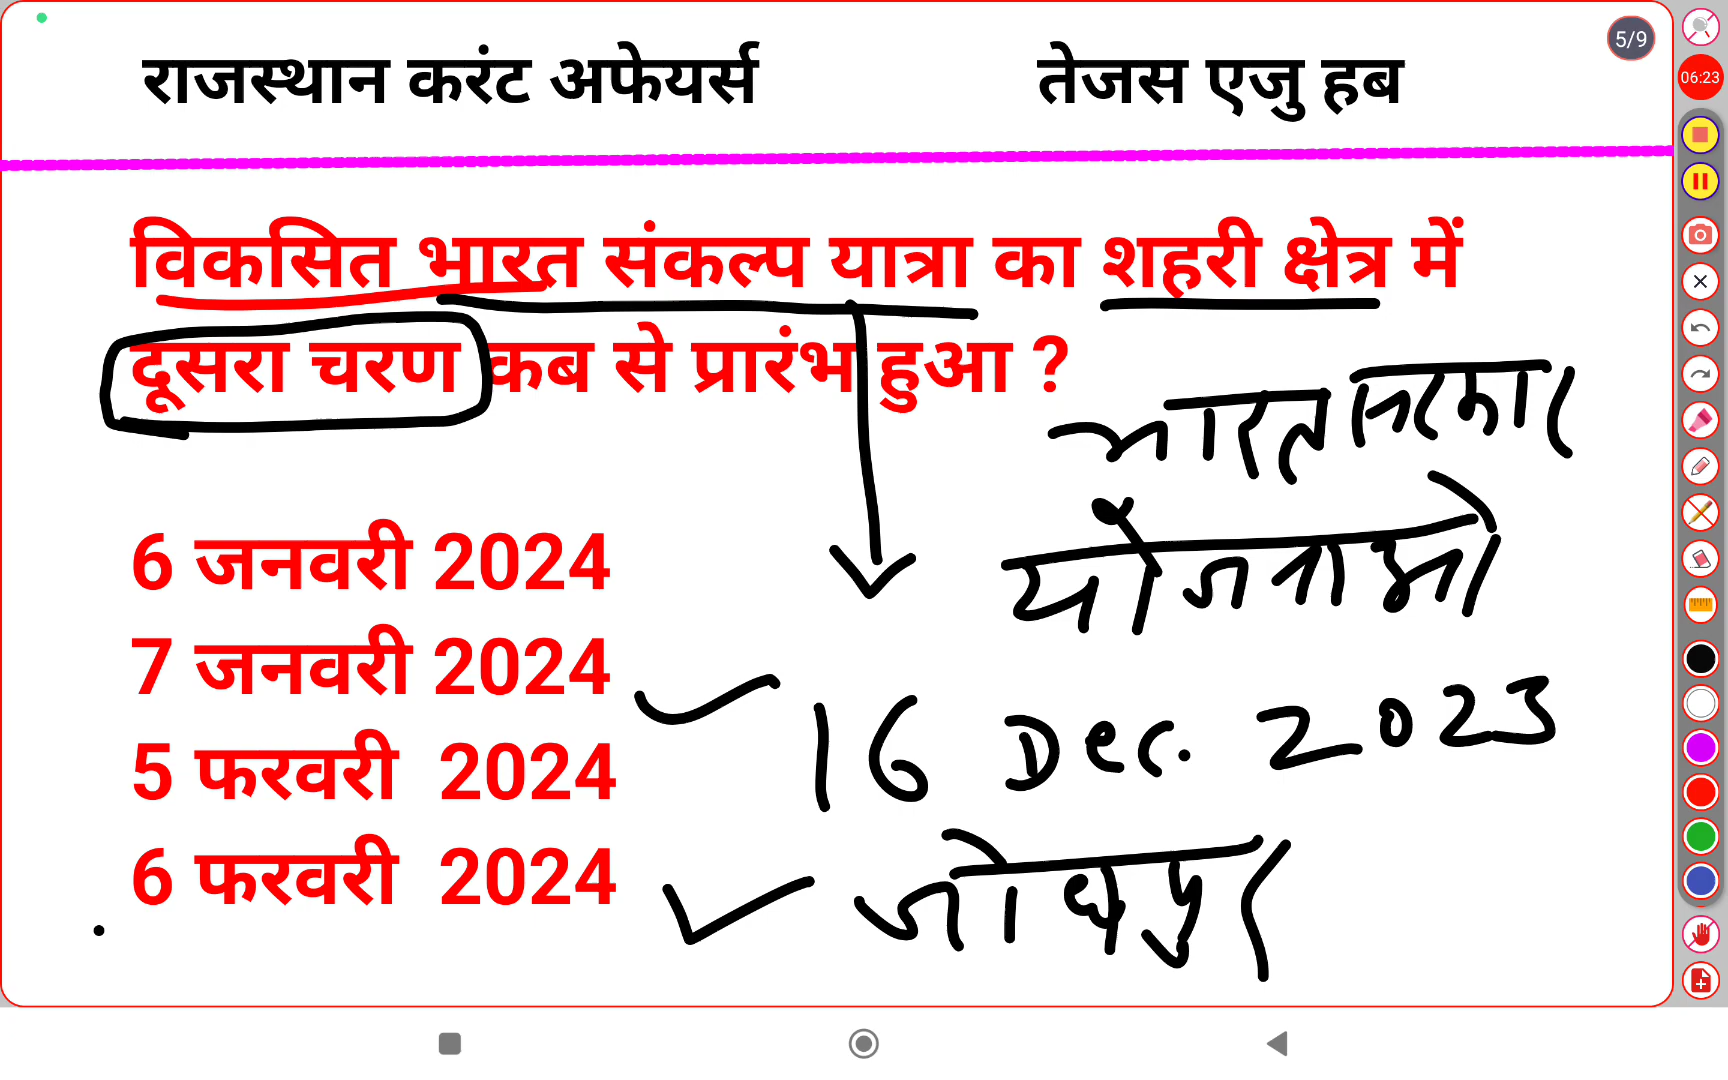 राजस्थान करंट अफेयर्स तेजस एजु हब
5/9
06:23
विकसित भारत संकल्प यात्रा का शहरी क्षेत्र में
दूसरा चरण कब से प्रारंभ हुआ ?
भारत सरकार
योजनाओ
6 जनवरी 2024
7 जनवरी 2024
5 फरवरी 2024
6 फरवरी 2024
16 Dec. 2023
जोधपुर